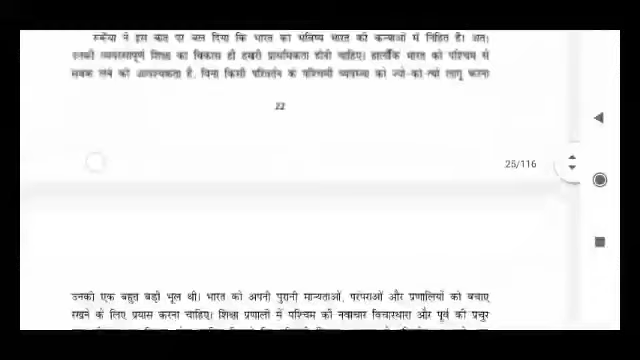 रुकैया ने इस बात पर बल दिया कि भारत का भविष्य भारत की कन्याओं में निहित है। अतः
उनकी व्यवस्थापूर्ण शिक्षा का विकास ही हमारी प्राथमिकता होनी चाहिए। हालाँकि भारत को पश्चिम से
सबक लेने की आवश्यकता है, बिना किसी परिवर्तन के पश्चिमी व्यवस्था को ज्यों-का-त्यों लागू करना
22
25/116
उनकी एक बहुत बड़ी भूल थी। भारत को अपनी पुरानी मान्यताओं, परंपराओं और प्रणालियों को बचाए
रखने के लिए प्रयास करना चाहिए। शिक्षा प्रणाली में पश्चिम की नवाचार विचारधारा और पूर्व की प्रचुर